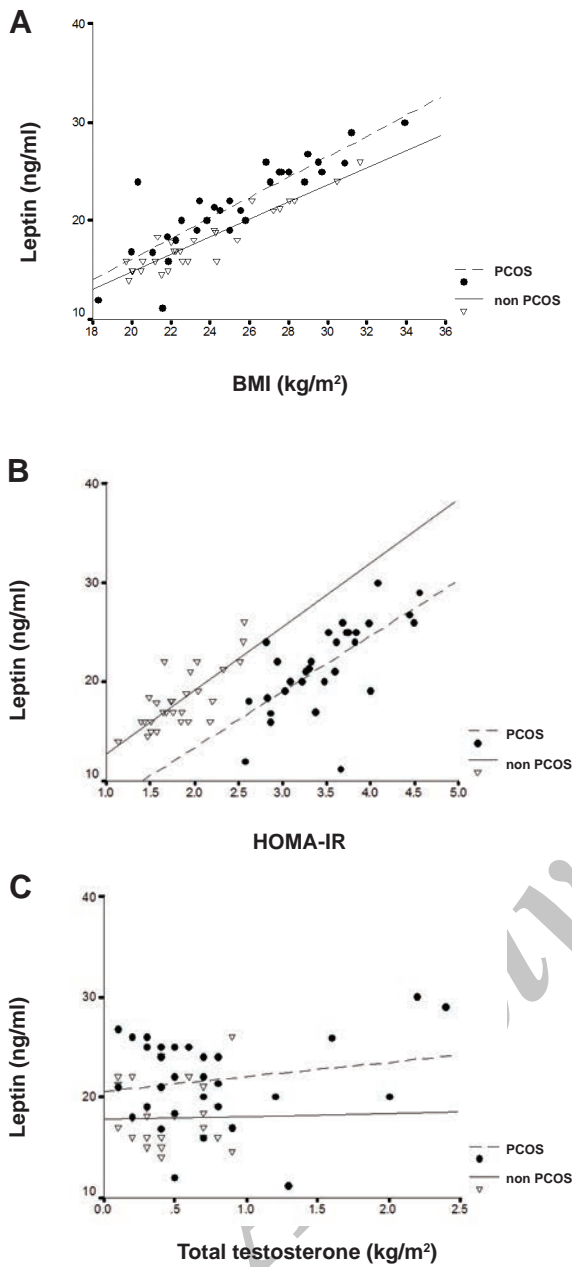 A
40
30
20
10
Leptin (ng/ml)
18 20 22 24 26 28 30 32 34 36
BMI (kg/m²)
PCOS
non PCOS
B
40
30
20
10
Leptin (ng/ml)
1.0 1.5 2.0 2.5 3.0 3.5 4.0 4.5 5.0
HOMA-IR
PCOS
non PCOS
C
40
30
20
10
Leptin (ng/ml)
0.0 .5 1.0 1.5 2.0 2.5
Total testosterone (kg/m²)
PCOS
non PCOS